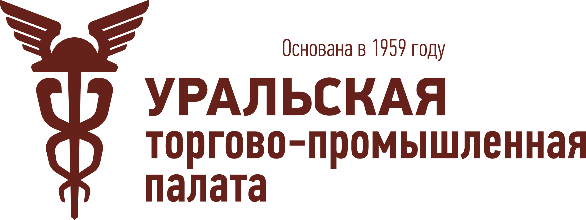 Основана в 1959 году
УРАЛЬСКАЯ
торгово-промышленная
палата